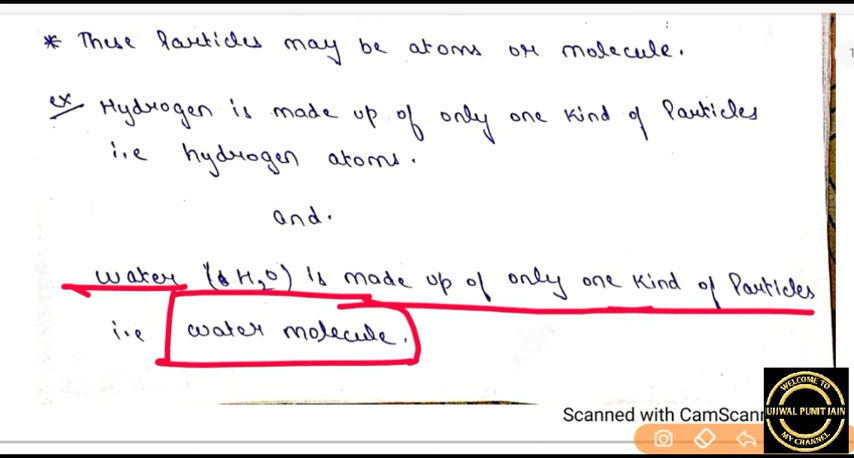 * These Particles may be atoms or molecule.
ex Hydrogen is made up of only one kind of Particles
i.e hydrogen atoms.
and.
water (H2O) is made up of only one kind of Particles
i.e water molecule.
Scanned with CamScann
WELCOME TO
UJJWAL PUNIT JAIN
MY CHANNEL
1